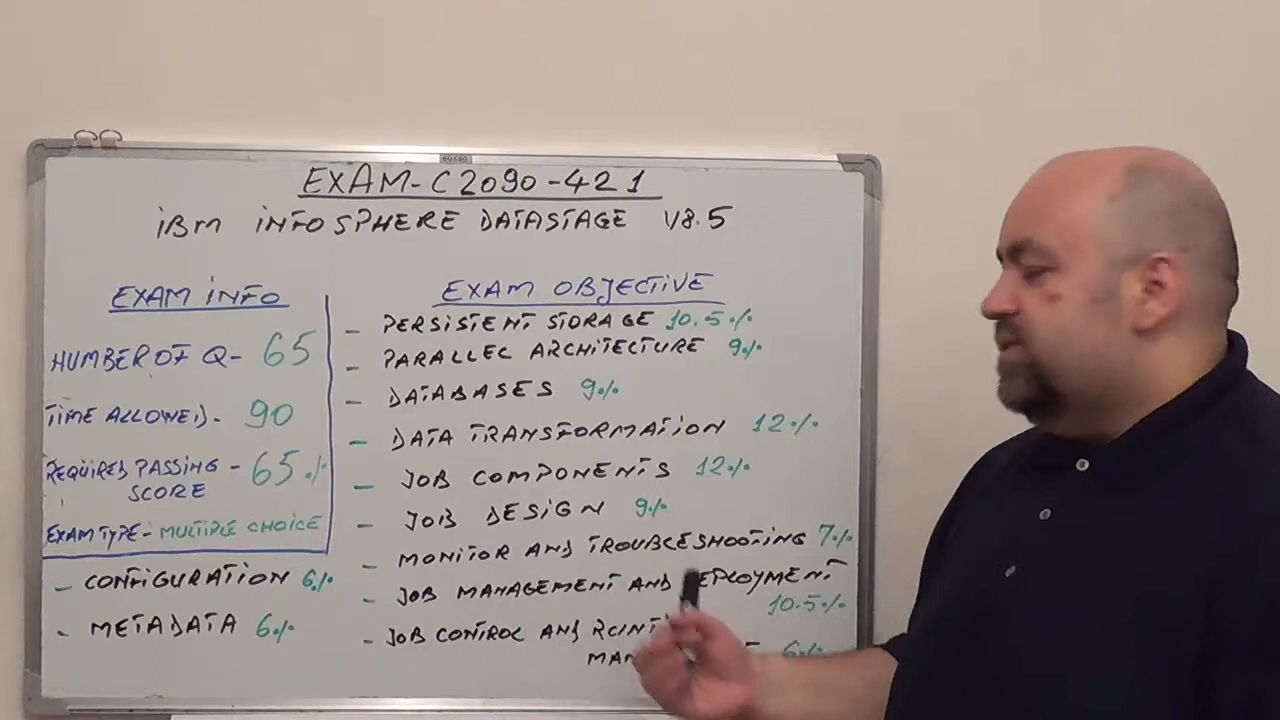 EXAM-C2090-421
iBM iNFOSPHERE DATASTAGE V8.5
EXAM iNFO
NUMBER OF Q- 65
TIME ALLOWED- 90
REQUIRED PASSING - 65%
SCORE
EXAM TYPE- MULTIPLE CHOICE
- CONFIGURATION 6%
- METADATA 6%
EXAM OBJECTIVE
- PERSISTENT STORAGE 10.5%
- PARALLEL ARCHITECTURE 9%
- DATABASES 9%
- DATA TRANSFORMATION 12%
- JOB COMPONENTS 12%
- JOB DESIGN 9%
- MONITOR AND TROUBLESHOOTING 7%
- JOB MANAGEMENT AND DEPLOYMENT
10.5%
- JOB CONTROL AND
6%